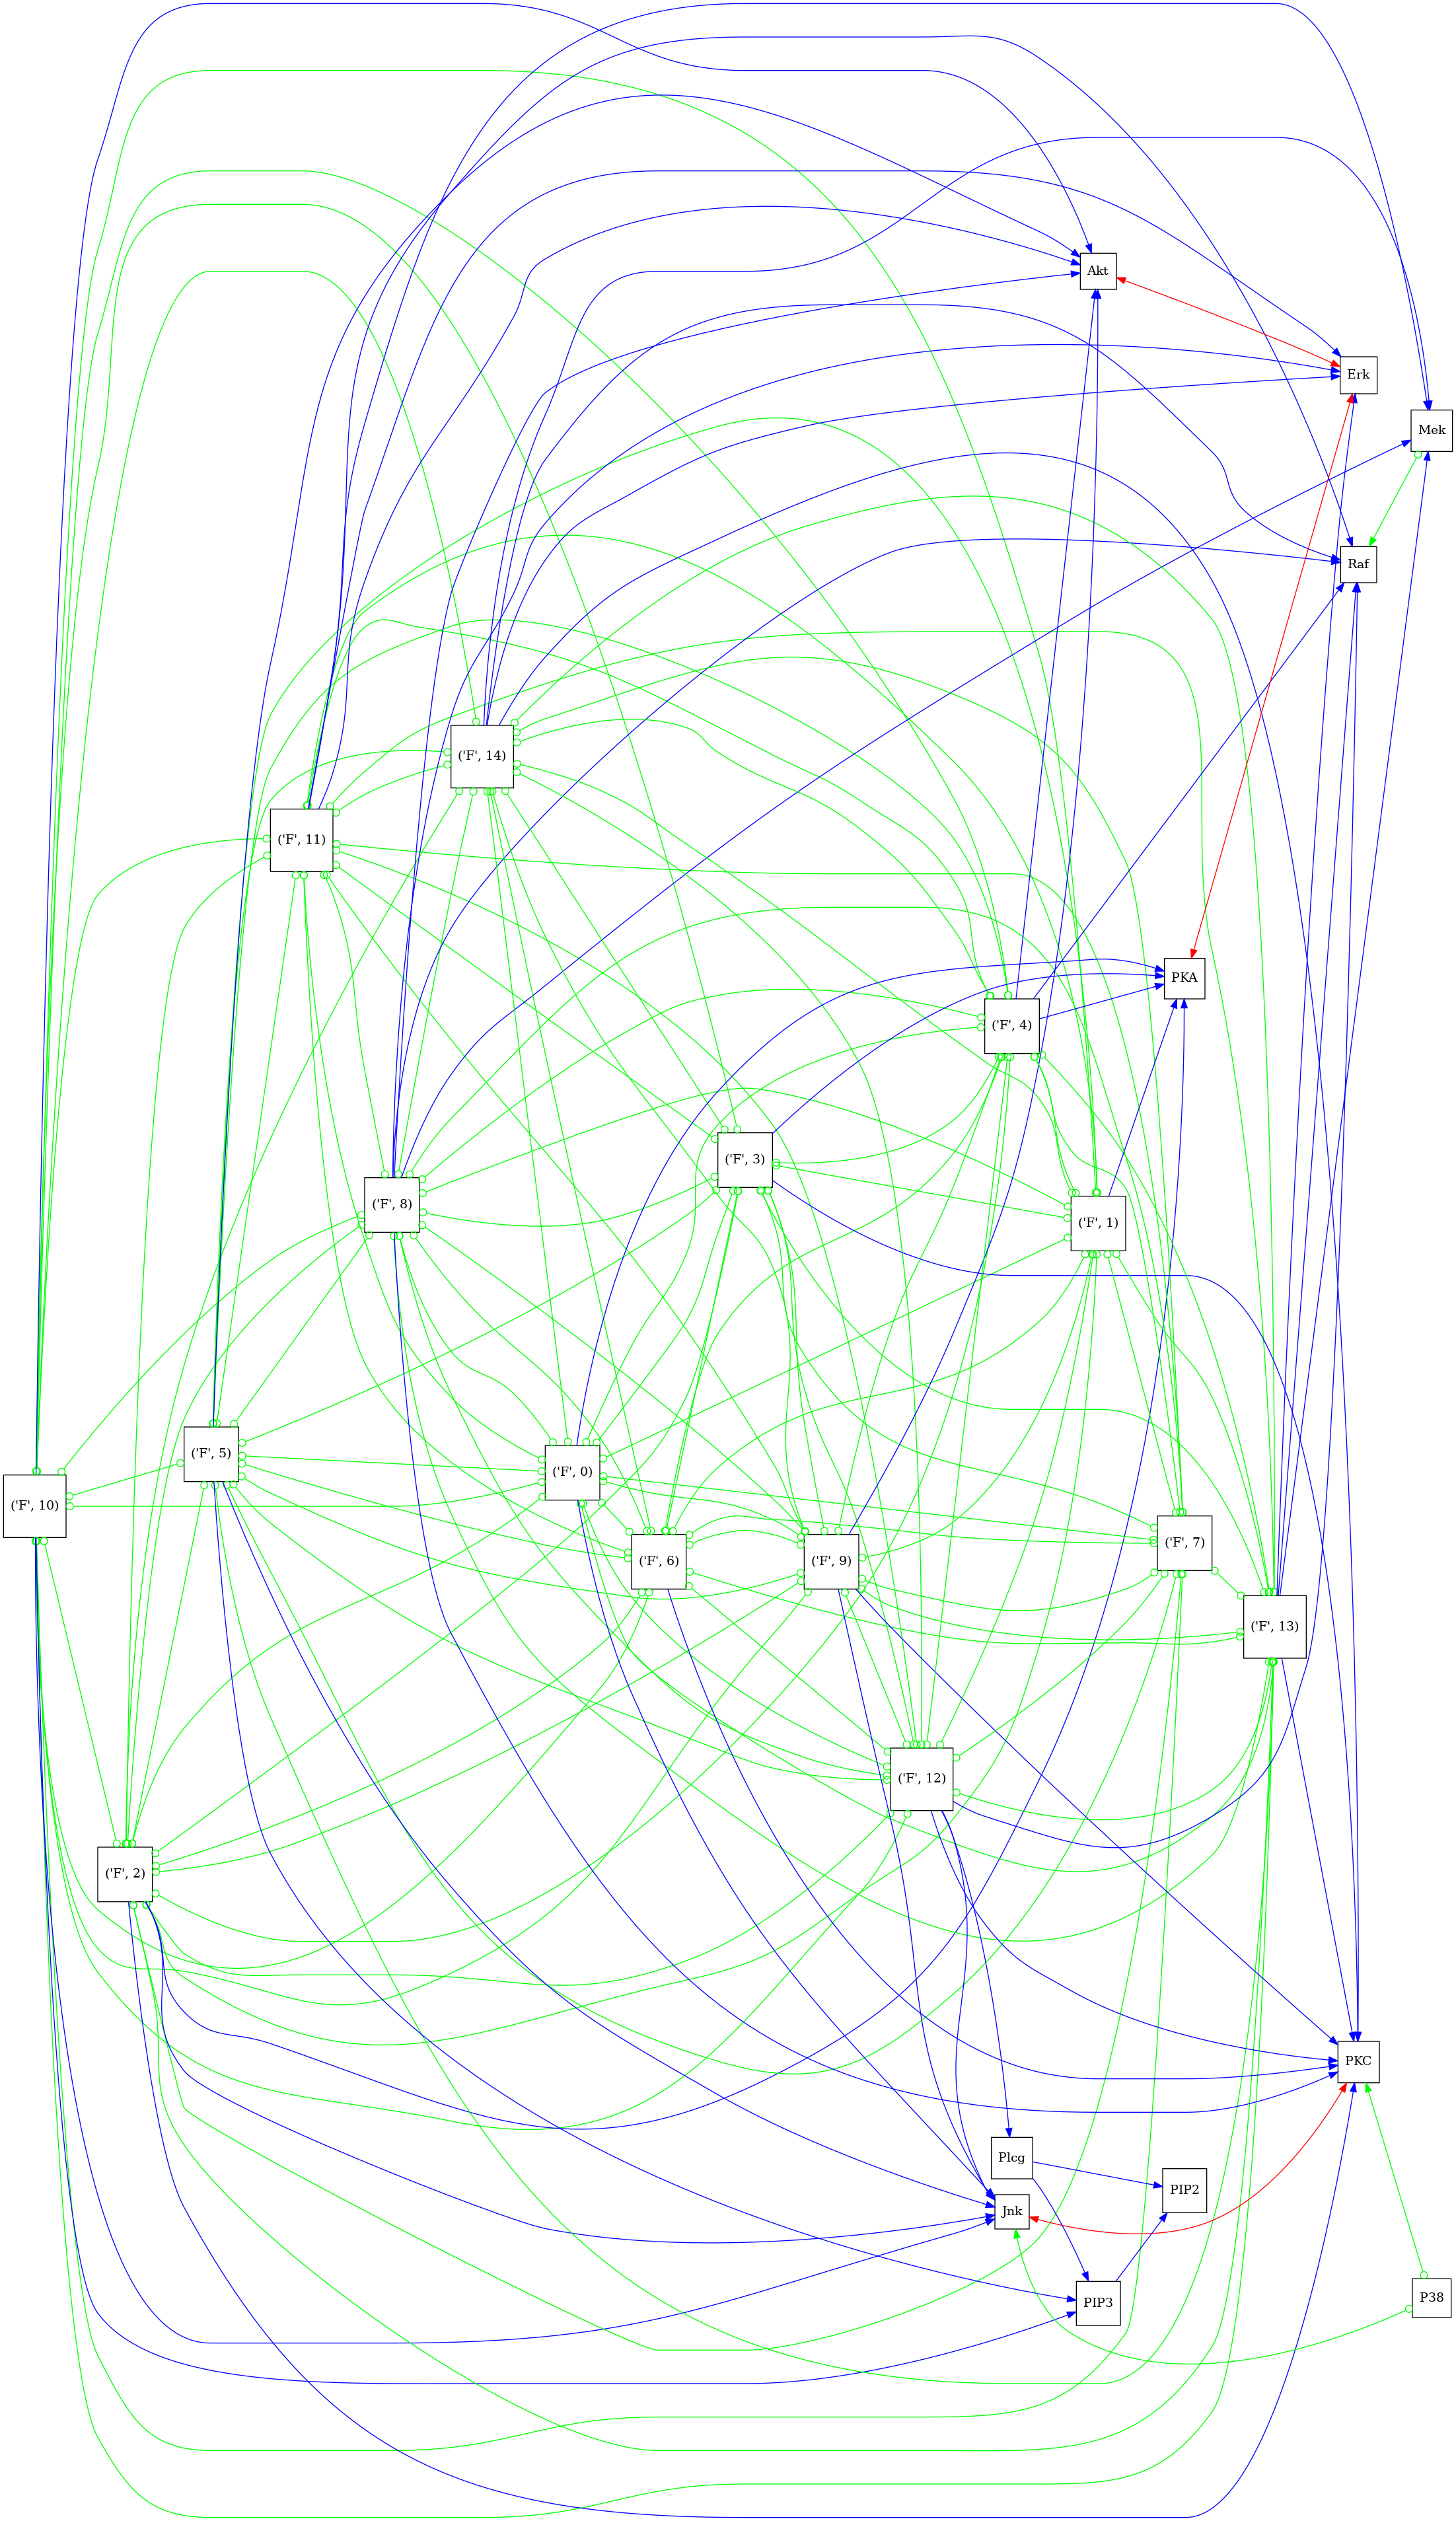 Akt
Erk
Mek
Raf
('F', 14)
('F', 11)
PKA
('F', 4)
('F', 3)
('F', 8)
('F', 1)
('F', 5)
('F', 0)
('F', 10)
('F', 6)
('F', 9)
('F', 7)
('F', 13)
('F', 12)
('F', 2)
PKC
Plcg
PIP2
Jnk
PIP3
P38